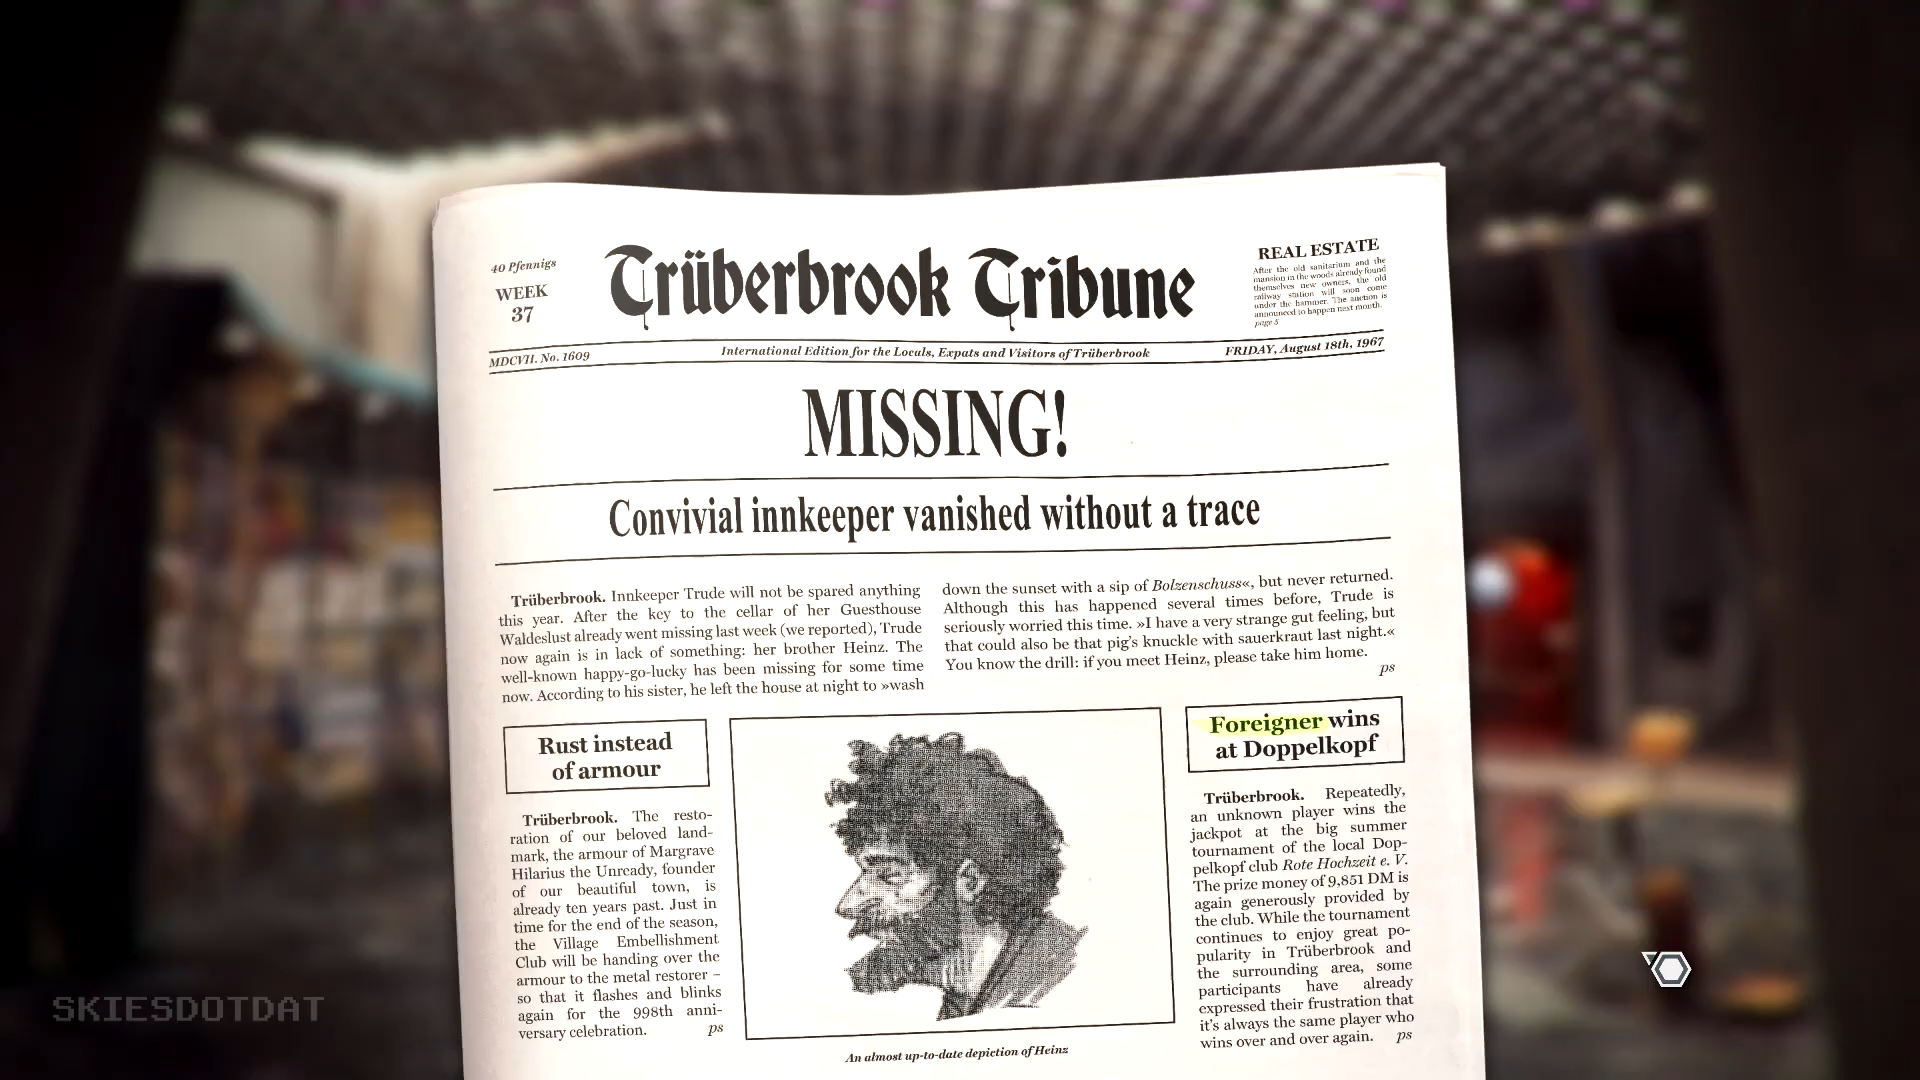 40 Pfennigs
WEEK
37
Trüberbrook Tribune
REAL ESTATE
After the old sanitarium and the
mansion in the woods already found
themselves new owners, the old
railway station will soon come
under the hammer. The auction is
announced to happen next month.
page 5
MDCVII. No. 1609
International Edition for the Locals, Expats and Visitors of Trüberbrook
FRIDAY, August 18th, 1967
MISSING!
Convivial innkeeper vanished without a trace
Trüberbrook. Innkeeper Trude will not be spared anything
this year. After the key to the cellar of her Guesthouse
Waldeslust already went missing last week (we reported), Trude
now again is in lack of something: her brother Heinz. The
well-known happy-go-lucky has been missing for some time
now. According to his sister, he left the house at night to »wash
down the sunset with a sip of Bolzenschuss«, but never returned.
Although this has happened several times before, Trude is
seriously worried this time. »I have a very strange gut feeling, but
that could also be that pig's knuckle with sauerkraut last night.«
You know the drill: if you meet Heinz, please take him home.
ps
Rust instead
of armour
Trüberbrook. The resto-
ration of our beloved land-
mark, the armour of Margrave
Hilarius the Unready, founder
of our beautiful town, is
already ten years past. Just in
time for the end of the season,
the Village Embellishment
Club will be handing over the
armour to the metal restorer –
so that it flashes and blinks
again for the 998th anni-
versary celebration.
ps
An almost up-to-date depiction of Heinz
Foreigner wins
at Doppelkopf
Trüberbrook. Repeatedly,
an unknown player wins the
jackpot at the big summer
tournament of the local Dop-
pelkopf club Rote Hochzeit e. V.
The prize money of 9,851 DM is
again generously provided by
the club. While the tournament
continues to enjoy great po-
pularity in Trüberbrook and
the surrounding area, some
participants have already
expressed their frustration that
it's always the same player who
wins over and over again.
ps
SKIESDOTDAT